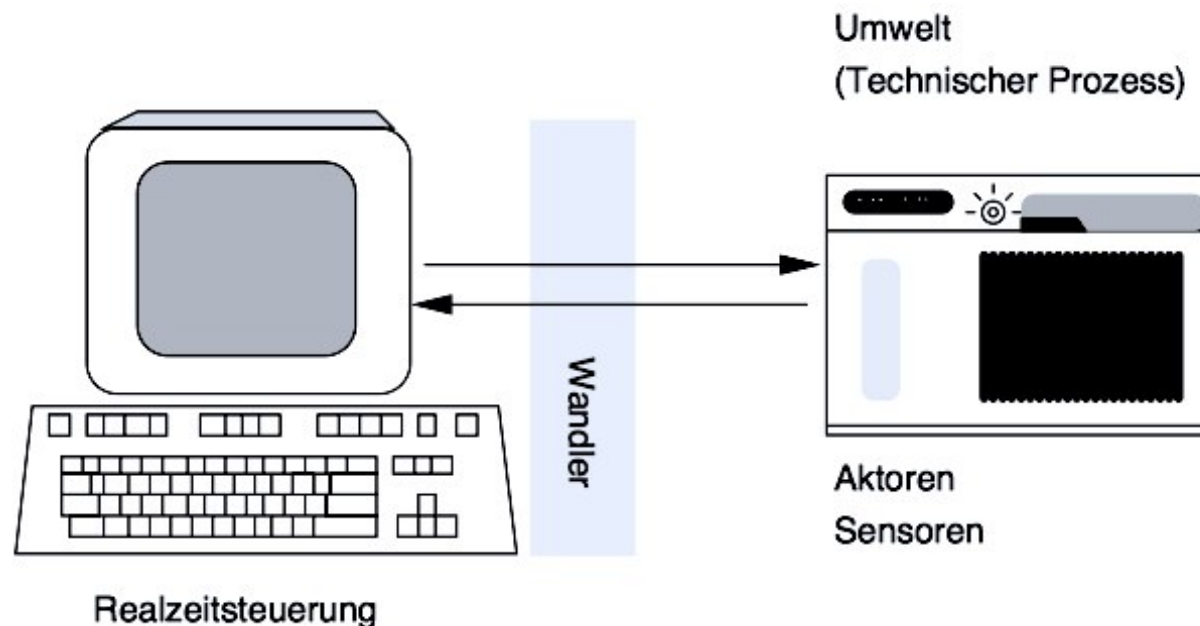 Umwelt
(Technischer Prozess)
Wandler
Aktoren
Sensoren
Realzeitsteuerung